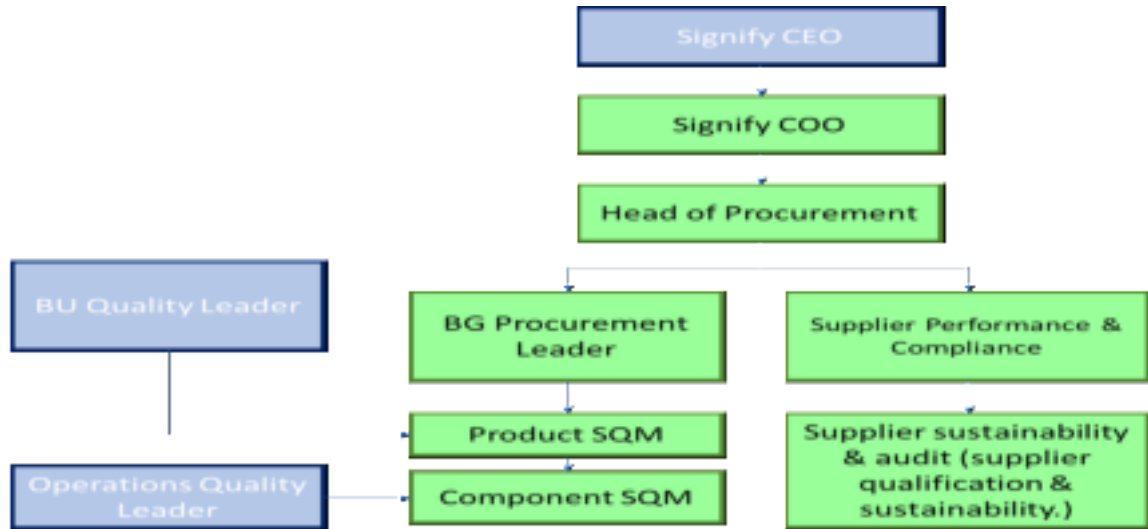 Signify CEO
Signify COO
Head of Procurement
BU Quality Leader
BG Procurement
Leader
Supplier Performance &
Compliance
Product SQM
Operations Quality
Leader
Component SQM
Supplier sustainability
& audit (supplier
qualification &
sustainability.)